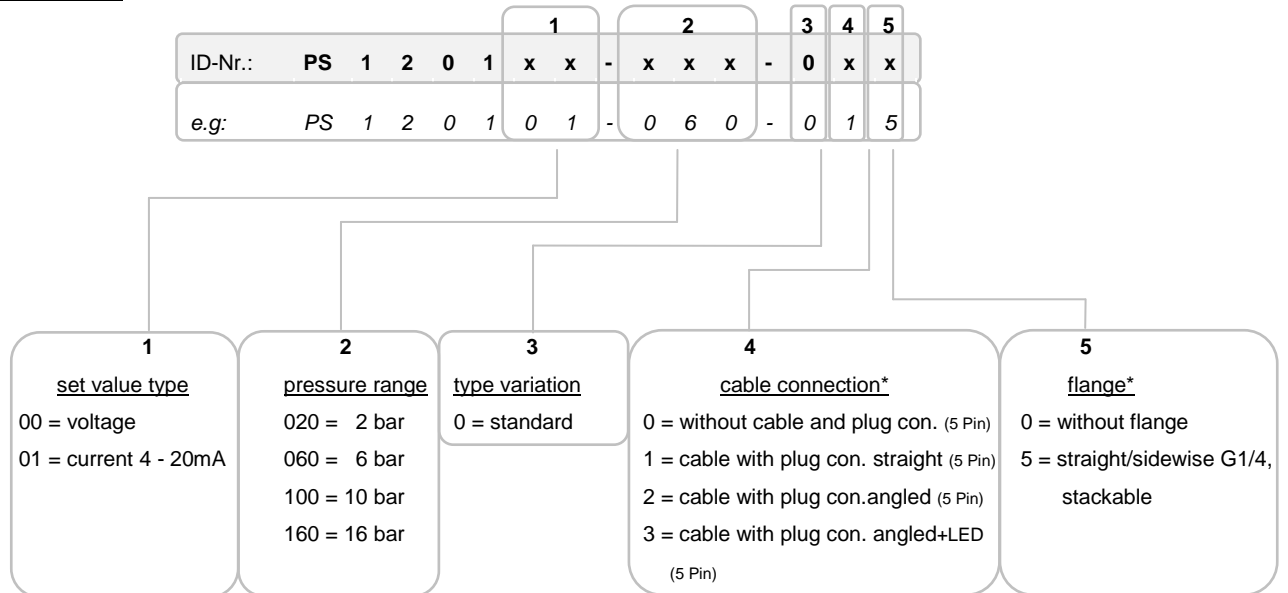 1 2 3 4 5
ID-Nr.: PS 1 2 0 1 x x - x x x - 0 x x
e.g: PS 1 2 0 1 0 1 - 0 6 0 - 0 1 5
1
set value type
00 = voltage
01 = current 4 - 20mA
2
pressure range
020 = 2 bar
060 = 6 bar
100 = 10 bar
160 = 16 bar
3
type variation
0 = standard
4
cable connection*
0 = without cable and plug con. (5 Pin)
1 = cable with plug con. straight (5 Pin)
2 = cable with plug con.angled (5 Pin)
3 = cable with plug con. angled+LED
(5 Pin)
5
flange*
0 = without flange
5 = straight/sidewise G1/4,
stackable